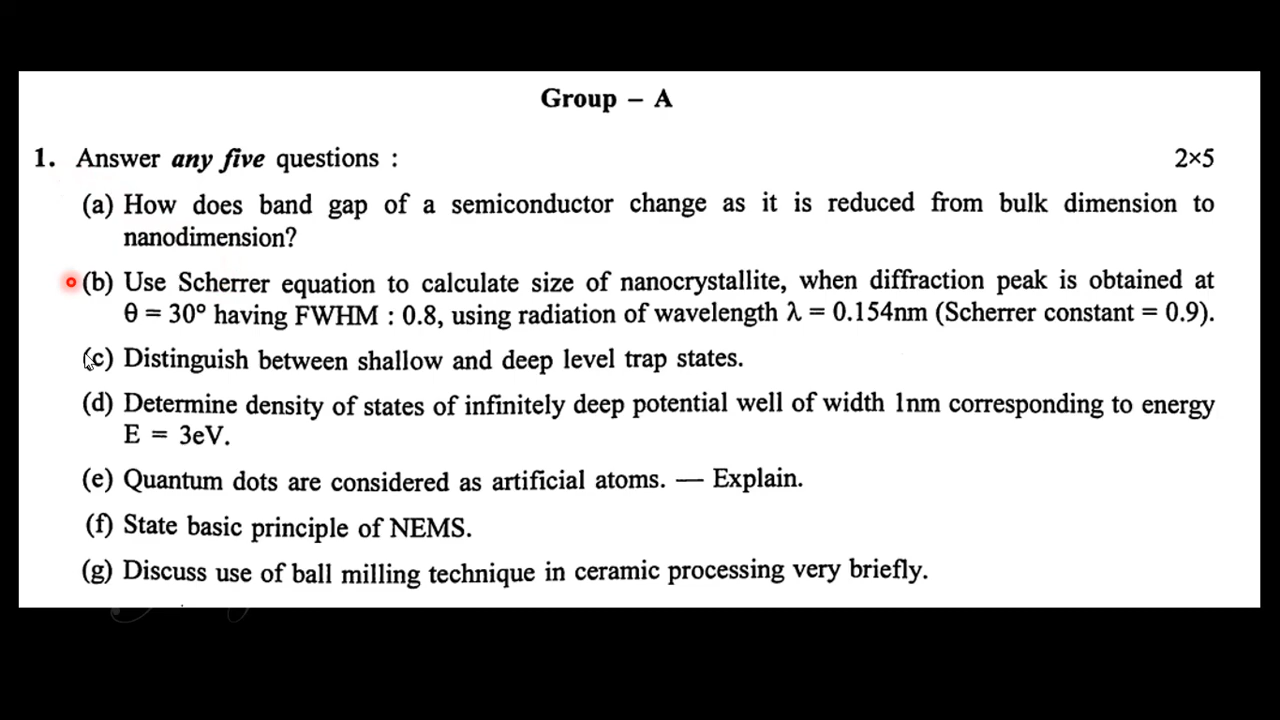 Group – A
1. Answer any five questions : 2×5
(a) How does band gap of a semiconductor change as it is reduced from bulk dimension to
nanodimension?
(b) Use Scherrer equation to calculate size of nanocrystallite, when diffraction peak is obtained at
θ = 30° having FWHM : 0.8, using radiation of wavelength λ = 0.154nm (Scherrer constant = 0.9).
(c) Distinguish between shallow and deep level trap states.
(d) Determine density of states of infinitely deep potential well of width 1nm corresponding to energy
E = 3eV.
(e) Quantum dots are considered as artificial atoms. — Explain.
(f) State basic principle of NEMS.
(g) Discuss use of ball milling technique in ceramic processing very briefly.